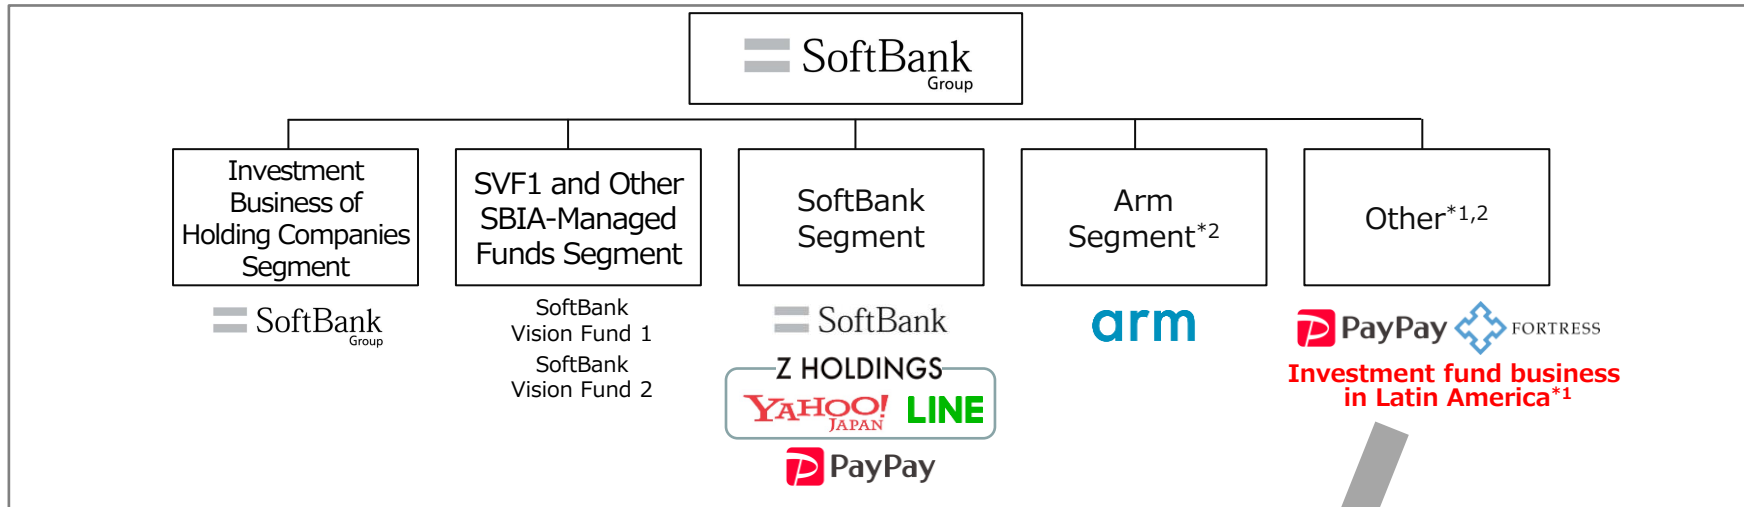 SoftBank
Group
Investment
Business of
Holding Companies
Segment
SVF1 and Other
SBIA-Managed
Funds Segment
SoftBank
Segment
Arm
Segment*2
Other*1,2
SoftBank
Group
SoftBank
Vision Fund 1
SoftBank
Vision Fund 2
SoftBank
Z HOLDINGS
YAHOO!
JAPAN
LINE
PayPay
arm
PayPay
FORTRESS
Investment fund business
in Latin America*1